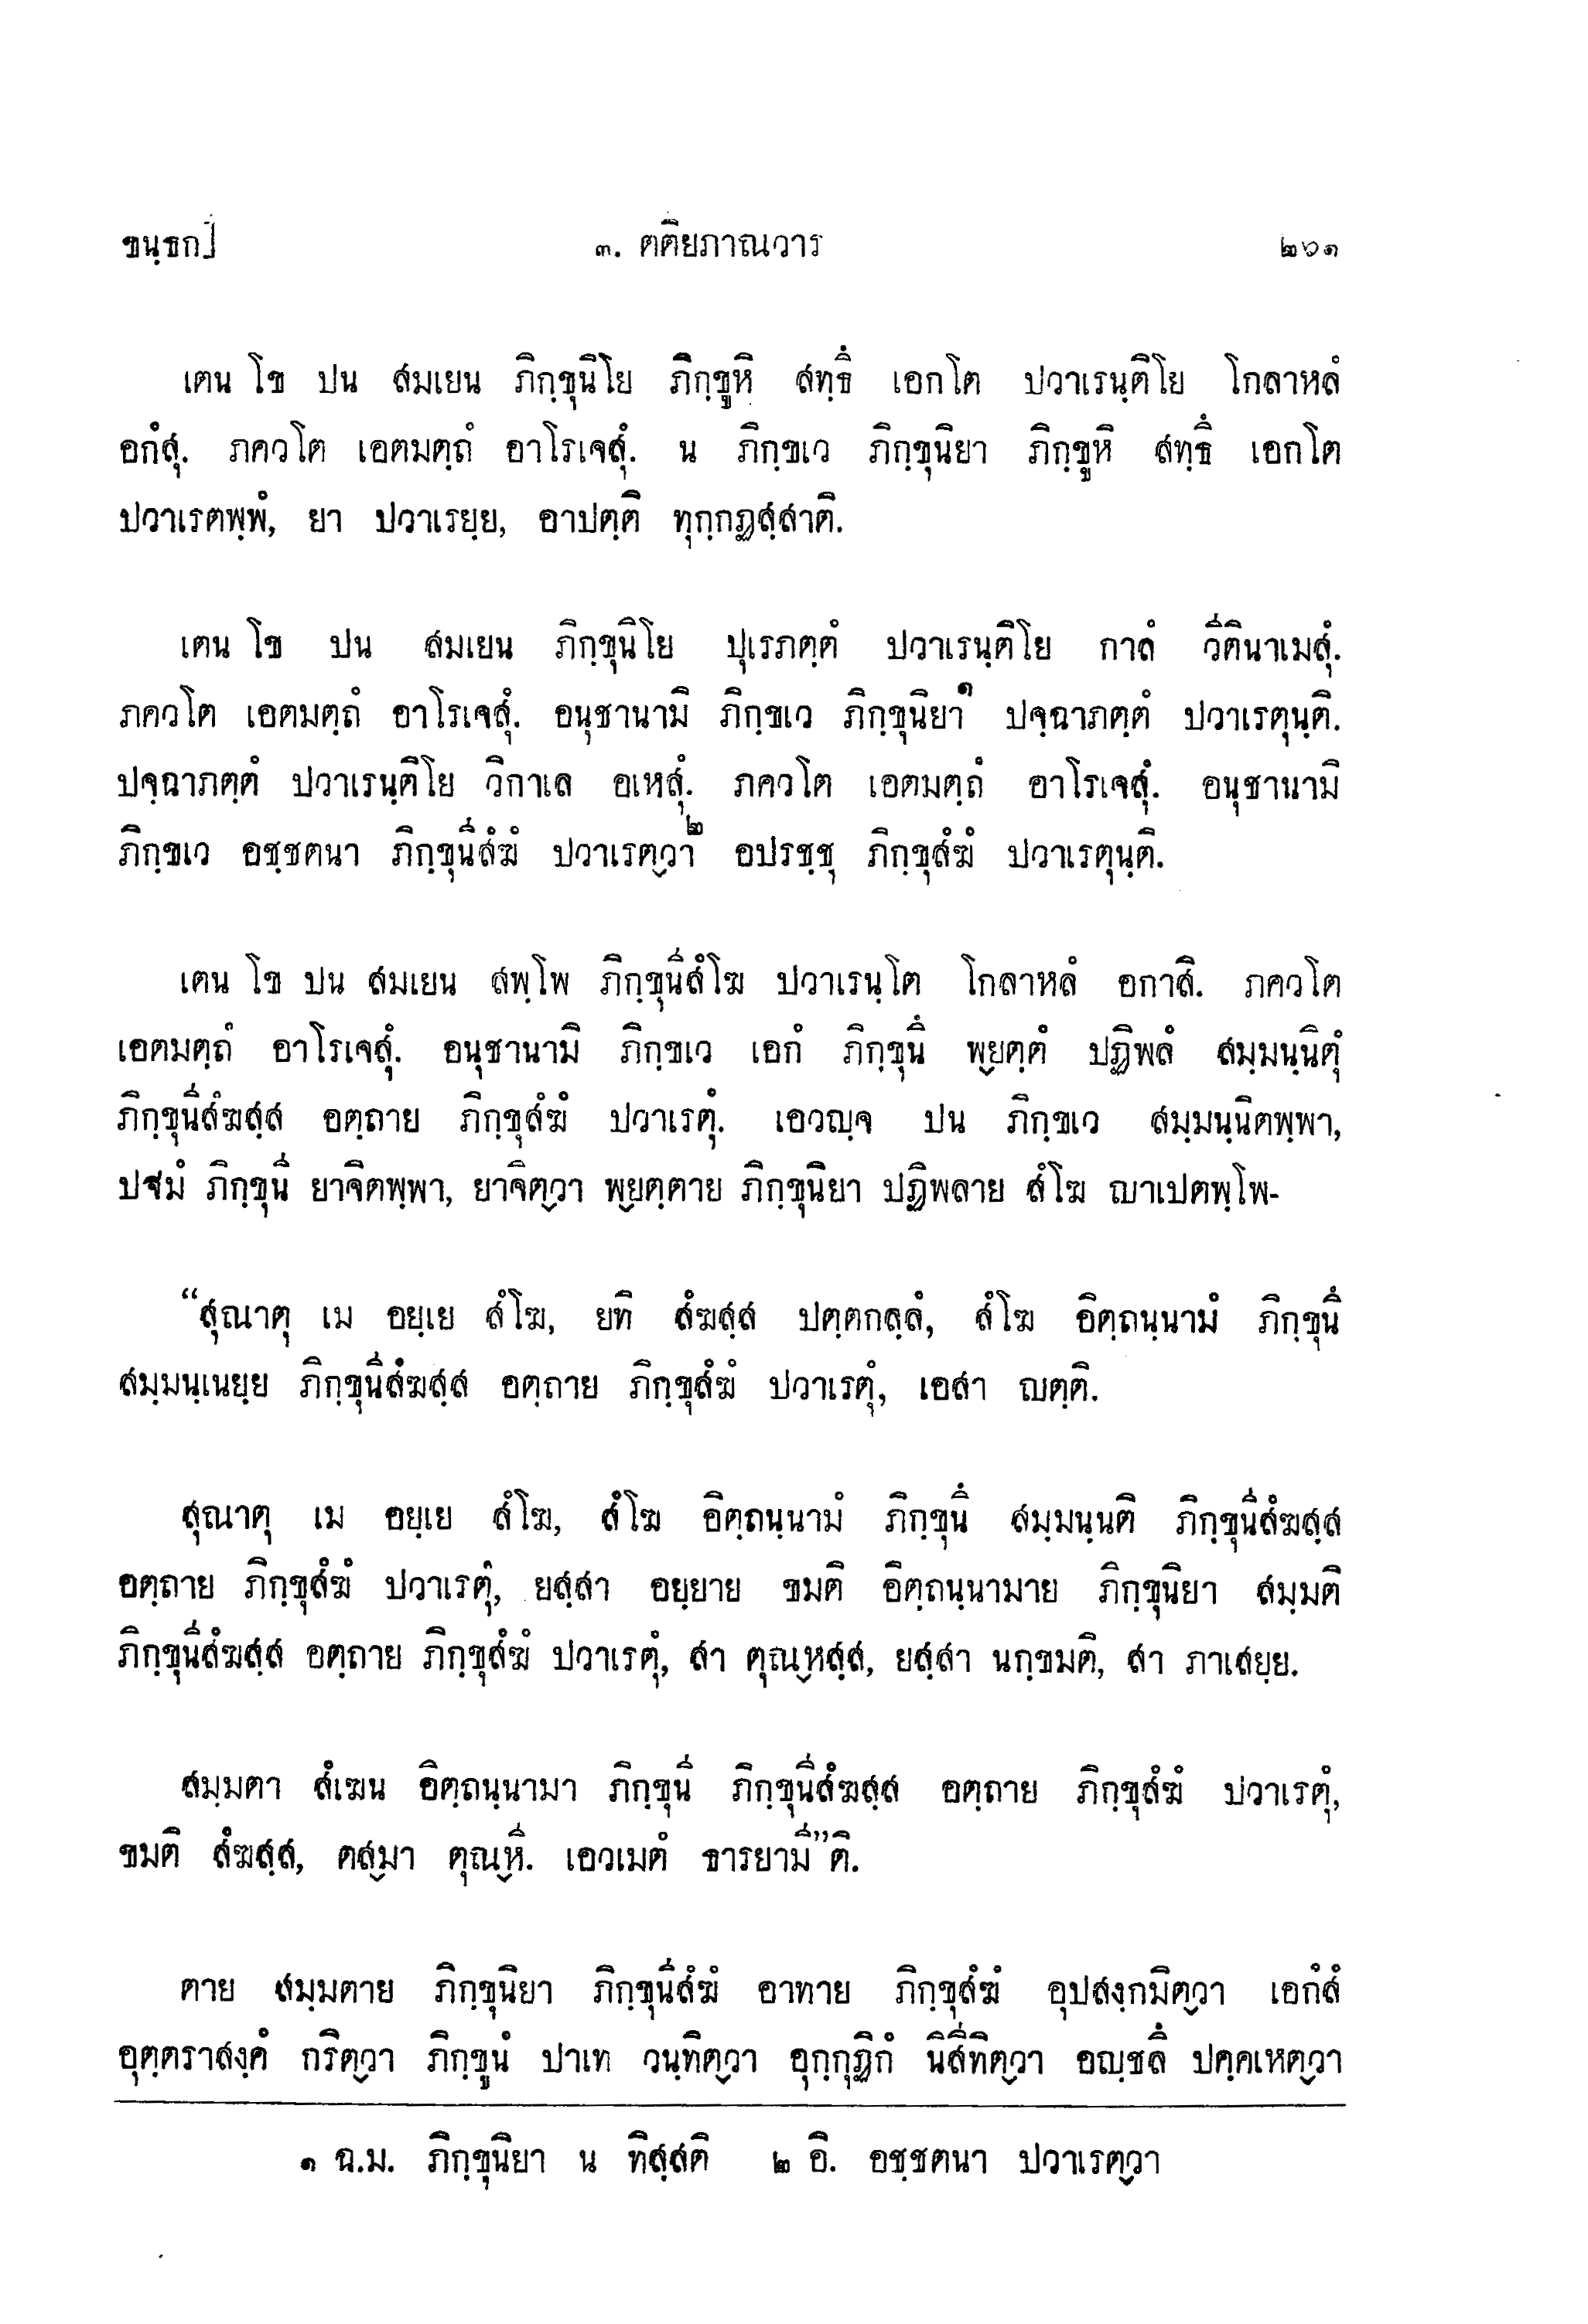 ขนฺธก] ๓. ตติยภาณวาร ๒๖๑
เตน โข ปน สมเยน ภิกฺขุนิโย ภิกฺขูหิ สทฺธึ เอกโต ปวาเรนฺติโย โกลาหลํ
อกํสุ. ภควโต เอตมตฺถํ อาโรเจสุํ. น ภิกฺขเว ภิกฺขุนิยา ภิกฺขูหิ สทฺธึ เอกโต
ปวาเรตพฺพํ, ยา ปวาเรยฺย, อาปตฺติ ทุกฺกฏสฺสาติ.
เตน โข ปน สมเยน ภิกฺขุนิโย ปุเรภตฺตํ ปวาเรนฺติโย กาลํ วีตินาเมสุํ.
ภควโต เอตมตฺถํ อาโรเจสุํ. อนุชานามิ ภิกฺขเว ภิกฺขุนิยา๑ ปจฺฉาภตฺตํ ปวาเรตุนฺติ.
ปจฺฉาภตฺตํ ปวาเรนฺติโย วิกาเล อเหสุํ. ภควโต เอตมตฺถํ อาโรเจสุํ. อนุชานามิ
ภิกฺขเว อชฺชตนา ภิกฺขุนีสํฆํ ปวาเรตฺวา๒ อปรชฺชุ ภิกฺขุสํฆํ ปวาเรตุนฺติ.
เตน โข ปน สมเยน สพฺโพ ภิกฺขุนีสํโฆ ปวาเรนฺโต โกลาหลํ อกาสิ. ภควโต
เอตมตฺถํ อาโรเจสุํ. อนุชานามิ ภิกฺขเว เอกํ ภิกฺขุนึ พฺยตฺตํ ปฏิพลํ สมฺมนฺนิตุํ
ภิกฺขุนีสํฆสฺส อตฺถาย ภิกฺขุสํฆํ ปวาเรตุํ. เอวญฺจ ปน ภิกฺขเว สมฺมนฺนิตพฺพา,
ปฐมํ ภิกฺขุนี ยาจิตพฺพา, ยาจิตฺวา พฺยตฺตาย ภิกฺขุนิยา ปฏิพลาย สํโฆ ญาเปตพฺโพ-
“สุณาตุ เม อยฺเย สํโฆ, ยทิ สํฆสฺส ปตฺตกลฺลํ, สํโฆ อิตฺถนฺนามํ ภิกฺขุนึ
สมฺมนฺเนยฺย ภิกฺขุนีสํฆสฺส อตฺถาย ภิกฺขุสํฆํ ปวาเรตุํ, เอสา ญตฺติ.
สุณาตุ เม อยฺเย สํโฆ, สํโฆ อิตฺถนฺนามํ ภิกฺขุนึ สมฺมนฺนติ ภิกฺขุนีสํฆสฺส
อตฺถาย ภิกฺขุสํฆํ ปวาเรตุํ, ยสฺสา อยฺยาย ขมติ อิตฺถนฺนามาย ภิกฺขุนิยา สมฺมติ
ภิกฺขุนีสํฆสฺส อตฺถาย ภิกฺขุสํฆํ ปวาเรตุํ, สา ตุณฺหสฺส, ยสฺสา นกฺขมติ, สา ภาเสยฺย.
สมฺมตา สํเฆน อิตฺถนฺนามา ภิกฺขุนี ภิกฺขุนีสํฆสฺส อตฺถาย ภิกฺขุสํฆํ ปวาเรตุํ,
ขมติ สํฆสฺส, ตสฺมา ตุณฺหี. เอวเมตํ ธารยามี”ติ.
ตาย สมฺมตาย ภิกฺขุนิยา ภิกฺขุนีสํฆํ อาทาย ภิกฺขุสํฆํ อุปสงฺกมิตฺวา เอกํสํ
อุตฺตราสงฺคํ กริตฺวา ภิกฺขูนํ ปาเท วนฺทิตฺวา อุกฺกุฏิกํ นิสีทิตฺวา อญฺชลึ ปคฺคเหตฺวา
๑ ฉ.ม. ภิกฺขุนิยา น ทิสฺสติ ๒ อิ. อชฺชตนา ปวาเรตฺวา